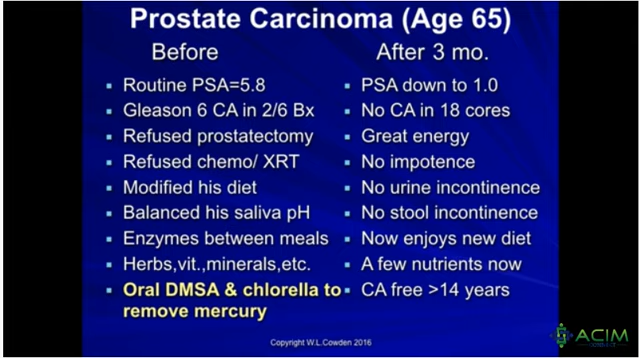 Prostate Carcinoma (Age 65)
Before
After 3 mo.
▪ Routine PSA=5.8
▪ Gleason 6 CA in 2/6 Bx
▪ Refused prostatectomy
▪ Refused chemo/ XRT
▪ Modified his diet
▪ Balanced his saliva pH
▪ Enzymes between meals
▪ Herbs,vit.,minerals,etc.
▪ Oral DMSA & chlorella to
remove mercury
▪ PSA down to 1.0
▪ No CA in 18 cores
▪ Great energy
▪ No impotence
▪ No urine incontinence
▪ No stool incontinence
▪ Now enjoys new diet
▪ A few nutrients now
▪ CA free >14 years
Copyright W.L.Cowden 2016
ACIM